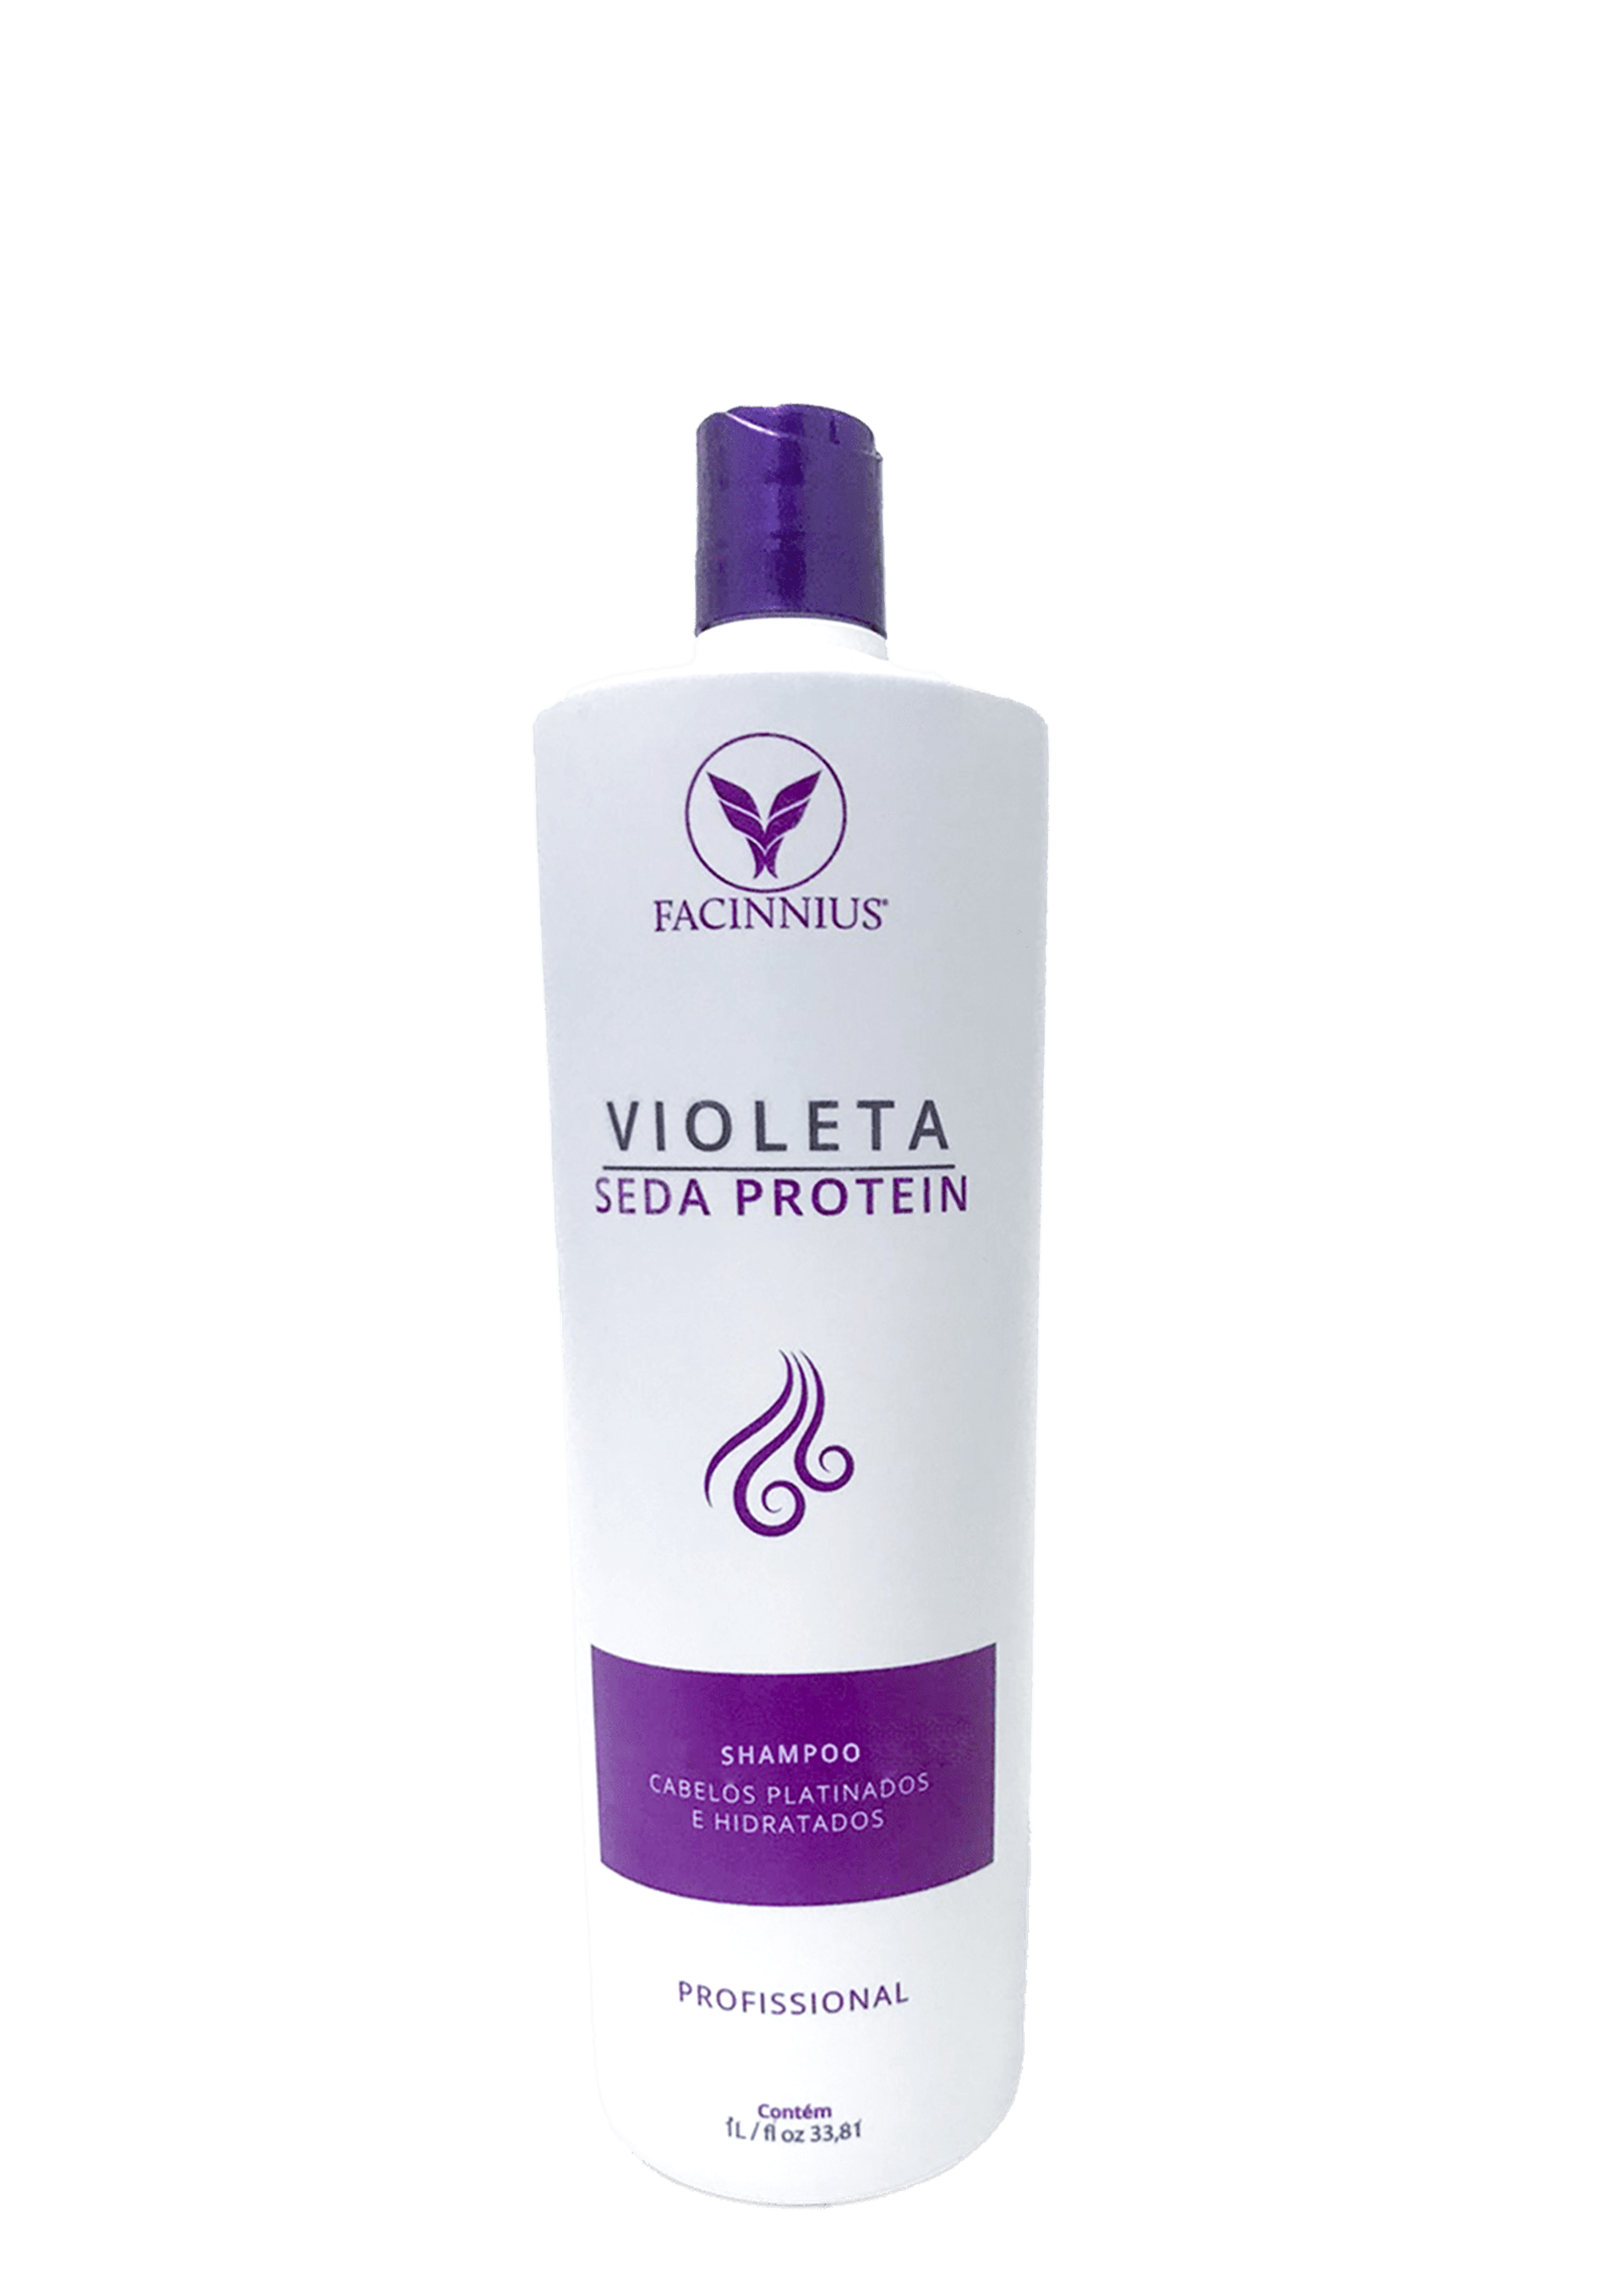 FACINNIUS®
VIOLETA
SEDA PROTEIN
SHAMPOO
CABELOS PLATINADOS
E HIDRATADOS
PROFISSIONAL
Contém
1L / fl oz 33,81